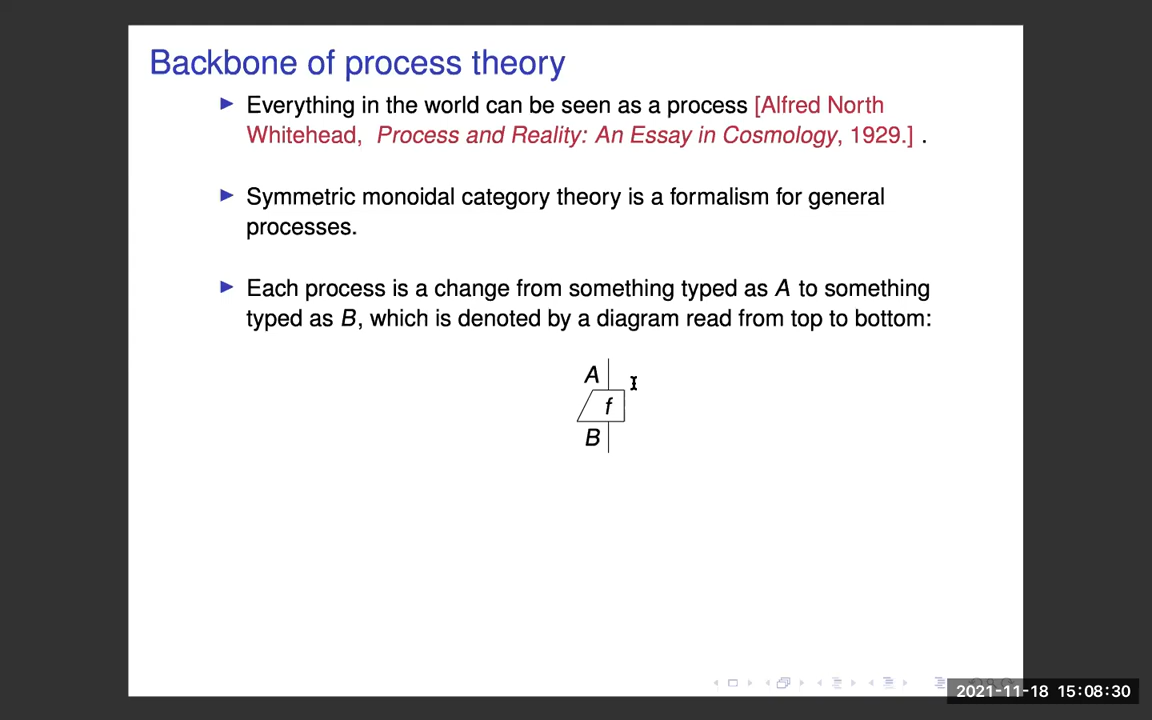 Backbone of process theory
Everything in the world can be seen as a process [Alfred North
Whitehead, Process and Reality: An Essay in Cosmology, 1929.] .
Symmetric monoidal category theory is a formalism for general
processes.
Each process is a change from something typed as A to something
typed as B, which is denoted by a diagram read from top to bottom:
A
f
B
2021-11-18 15:08:30